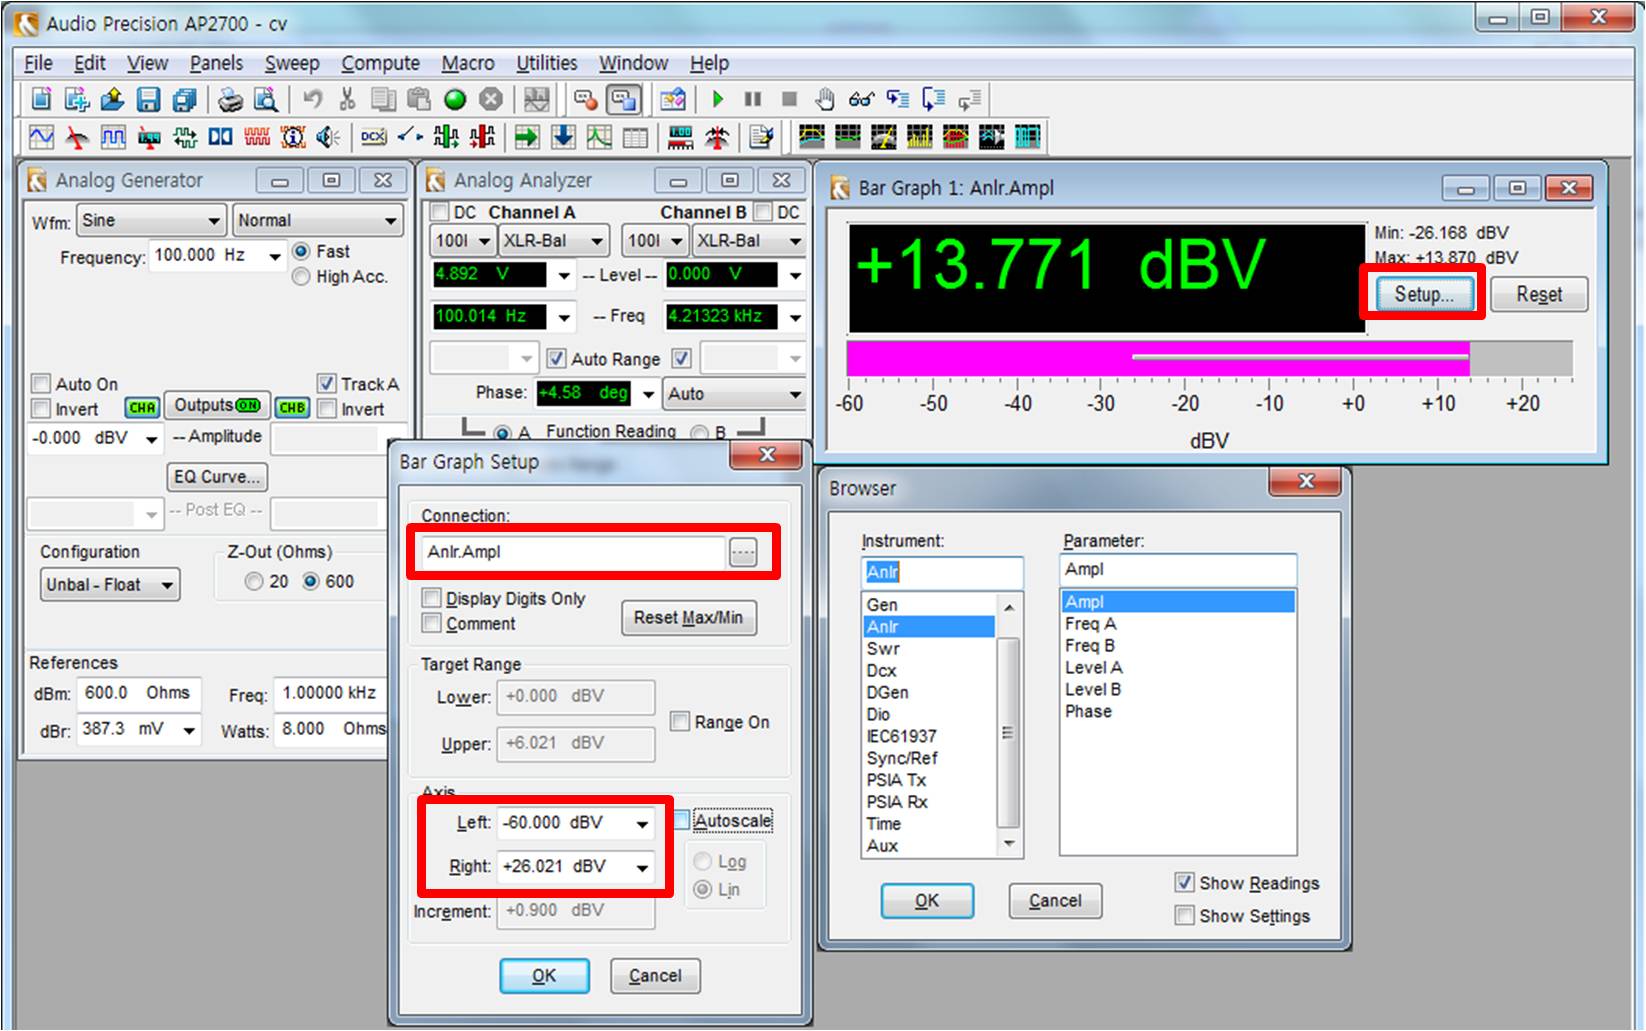 Audio Precision AP2700 - cv
File Edit View Panels Sweep Compute Macro Utilities Window Help
Analog Generator
Wfm: Sine Normal
Frequency: 100.000 Hz Fast
High Acc.
Auto On Track A
Invert CHA Outputs ON CHB Invert
-0.000 dBV -- Amplitude
EQ Curve...
-- Post EQ --
Configuration Z-Out (Ohms)
Unbal - Float 20 600
References
dBm: 600.0 Ohms Freq: 1.00000 kHz
dBr: 387.3 mV Watts: 8.000 Ohms
Analog Analyzer
DC Channel A Channel B DC
100l XLR-Bal 100l XLR-Bal
4.892 V -- Level -- 0.000 V
100.014 Hz -- Freq 4.21323 kHz
Auto Range
Phase: +4.58 deg Auto
A Function Reading B
Bar Graph 1: Anlr.Ampl
+13.771 dBV
Min: -26.168 dBV
Max: +13.870 dBV
Setup... Reset
-60 -50 -40 -30 -20 -10 +0 +10 +20
dBV
Bar Graph Setup
Connection:
Anlr.Ampl ....
Display Digits Only
Comment
Reset Max/Min
Target Range
Lower: +0.000 dBV
Range On
Upper: +6.021 dBV
Axis
Left: -60.000 dBV Autoscale
Right: +26.021 dBV Log
Lin
Increment: +0.900 dBV
OK Cancel
Browser
Instrument: Parameter:
Anlr Ampl
Gen
Anlr
Swr
Dcx
DGen
Dio
IEC61937
Sync/Ref
PSIA Tx
PSIA Rx
Time
Aux
Ampl
Freq A
Freq B
Level A
Level B
Phase
OK Cancel
Show Readings
Show Settings